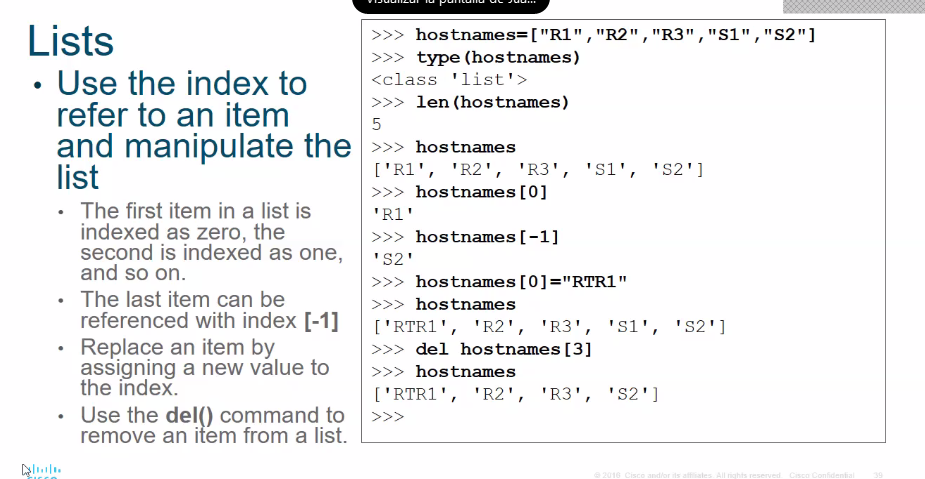 Visualizar la pantalla de Jua...
Lists
• Use the index to
refer to an item
and manipulate the
list
• The first item in a list is
indexed as zero, the
second is indexed as one,
and so on.
• The last item can be
referenced with index [-1]
• Replace an item by
assigning a new value to
the index.
• Use the del() command to
remove an item from a list.
>>> hostnames=["R1","R2","R3","S1","S2"]
>>> type(hostnames)
<class 'list'>
>>> len(hostnames)
5
>>> hostnames
['R1', 'R2', 'R3', 'S1', 'S2']
>>> hostnames[0]
'R1'
>>> hostnames[-1]
'S2'
>>> hostnames[0]="RTR1"
>>> hostnames
['RTR1', 'R2', 'R3', 'S1', 'S2']
>>> del hostnames[3]
>>> hostnames
['RTR1', 'R2', 'R3', 'S2']
>>>
CISCO
© 2016 Cisco and/or its affiliates. All rights reserved. Cisco Confidential 39